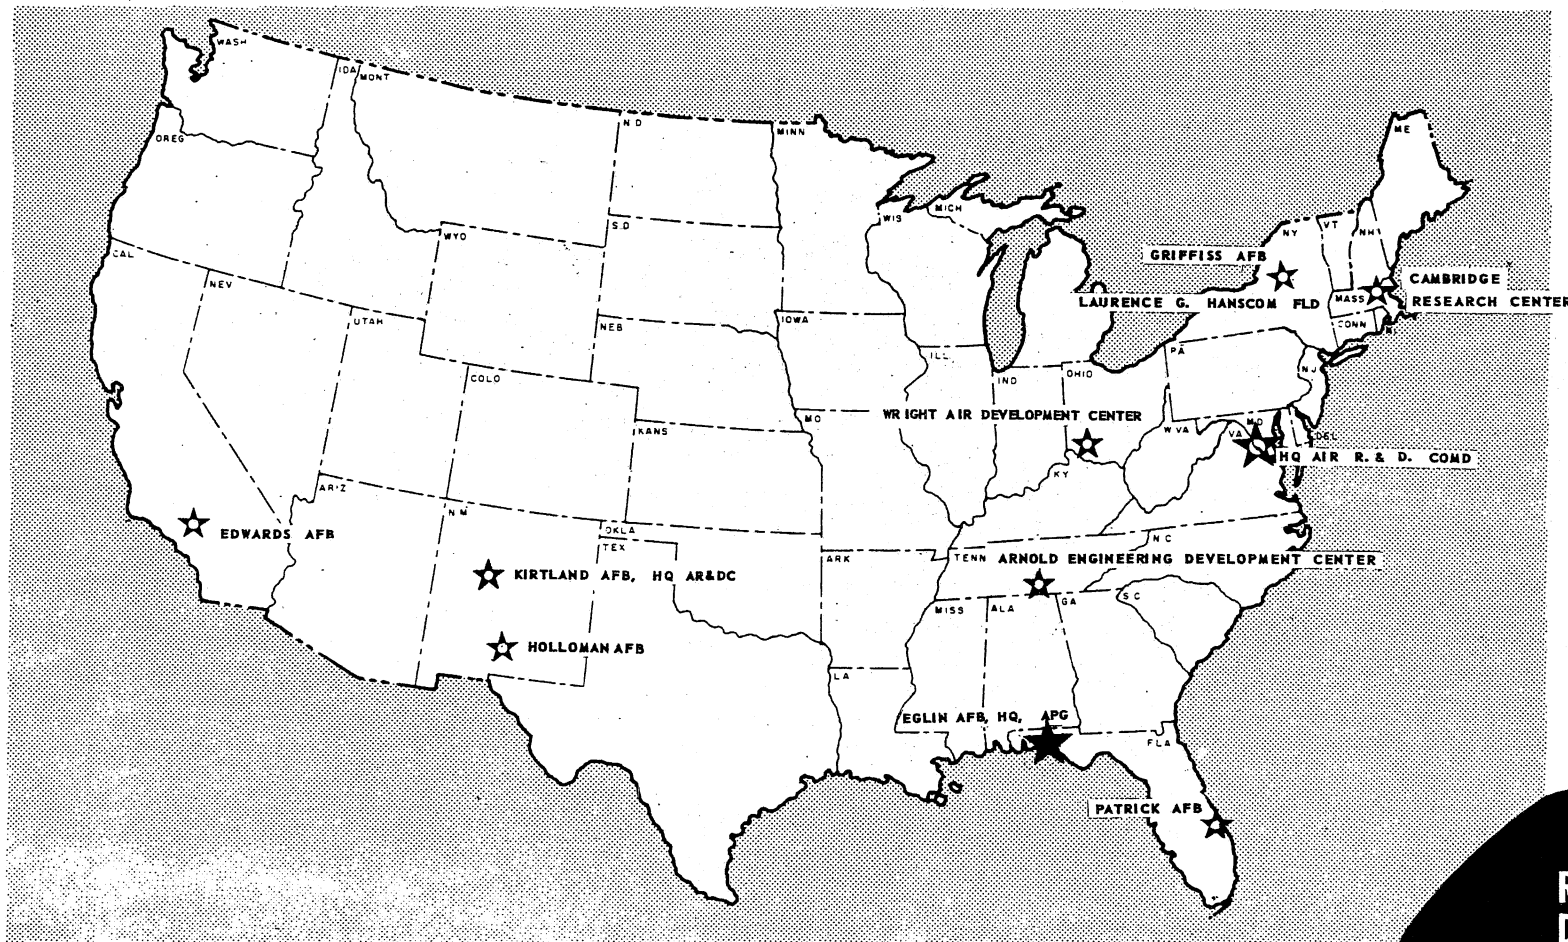 WASH
IDA
MONT
N D
MINN
ME
OREG
WIS
MICH
S.D
WYO
NY
VT
NH
CAL
GRIFFISS AFB
NEV
CAMBRIDGE
RESEARCH CENTER
LAURENCE G. HANSCOM FLD
MASS
UTAH
NEB
IOWA
CONN
ILL
PA
COLO
IND
OHIO
NJ
WRIGHT AIR DEVELOPMENT CENTER
MO
KANS
W VA
VA
MD
DEL
HQ AIR R. & D. COMD
KY
ARIZ
N M
EDWARDS AFB
OKLA
TEX
N C
ARK
TENN
ARNOLD ENGINEERING DEVELOPMENT CENTER
KIRTLAND AFB, HQ AR&DC
MISS
ALA
GA
S C
HOLLOMAN AFB
LA
EGLIN AFB, HQ, APG
FLA
PATRICK AFB